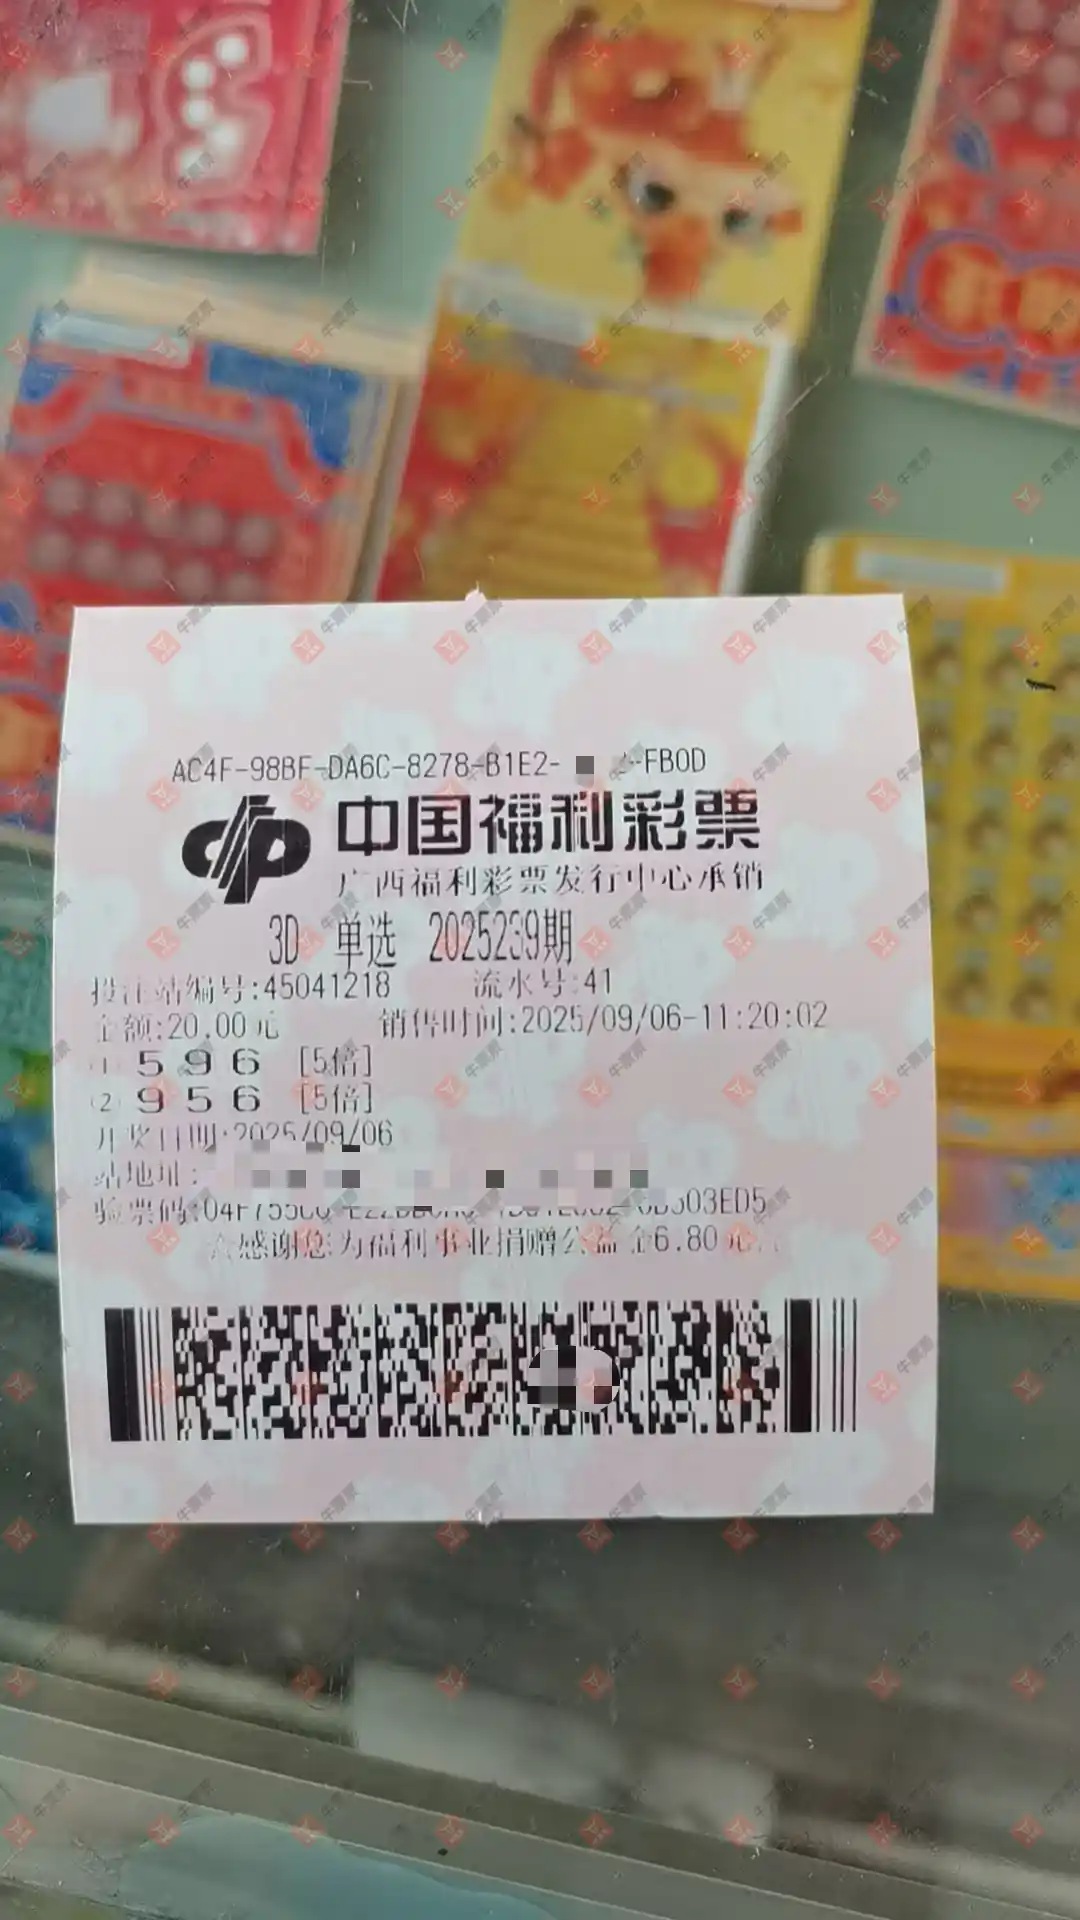 AC4F-98BF-DA6C-8278-B1E2- -FB0D
中国福利彩票
广西福利彩票发行中心承销
3D 单选 2025239期
投注站编号:45041218 流水号:41
金额:20.00元 销售时间:2025/09/06-11:20:02
① 5 9 6 [5倍]
② 9 5 6 [5倍]
开奖日期:2025/09/06
站地址:
验票码:
感谢您为福利事业捐赠公益金6.80元
牛票票